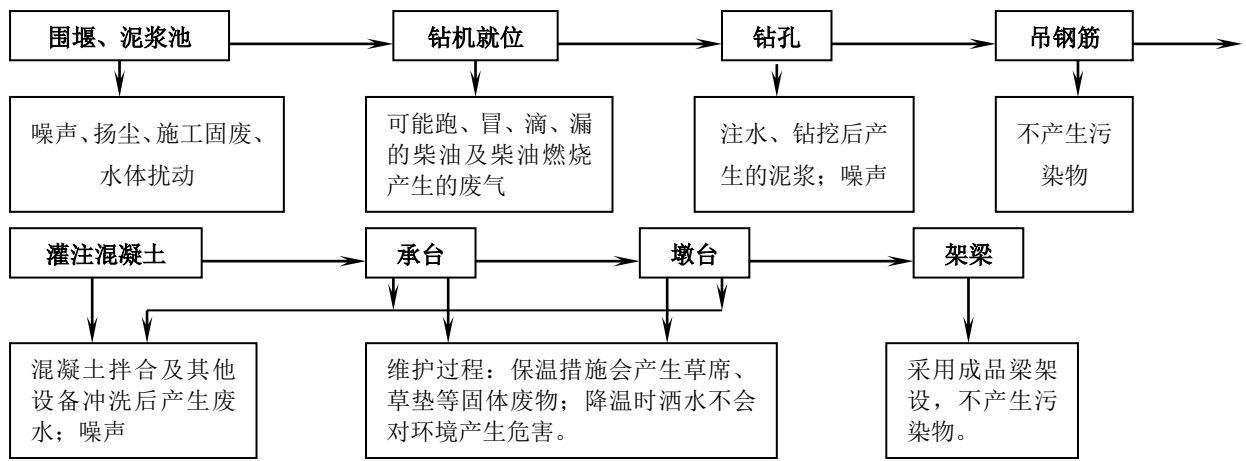 围堰、泥浆池
钻机就位
钻孔
吊钢筋
噪声、扬尘、施工固废、
水体扰动
可能跑、冒、滴、漏
的柴油及柴油燃烧
产生的废气
注水、钻挖后产
生的泥浆；噪声
不产生污
染物
灌注混凝土
承台
墩台
架梁
混凝土拌合及其他
设备冲洗后产生废
水；噪声
维护过程：保温措施会产生草席、
草垫等固体废物；降温时洒水不会
对环境产生危害。
采用成品梁架
设，不产生污
染物。